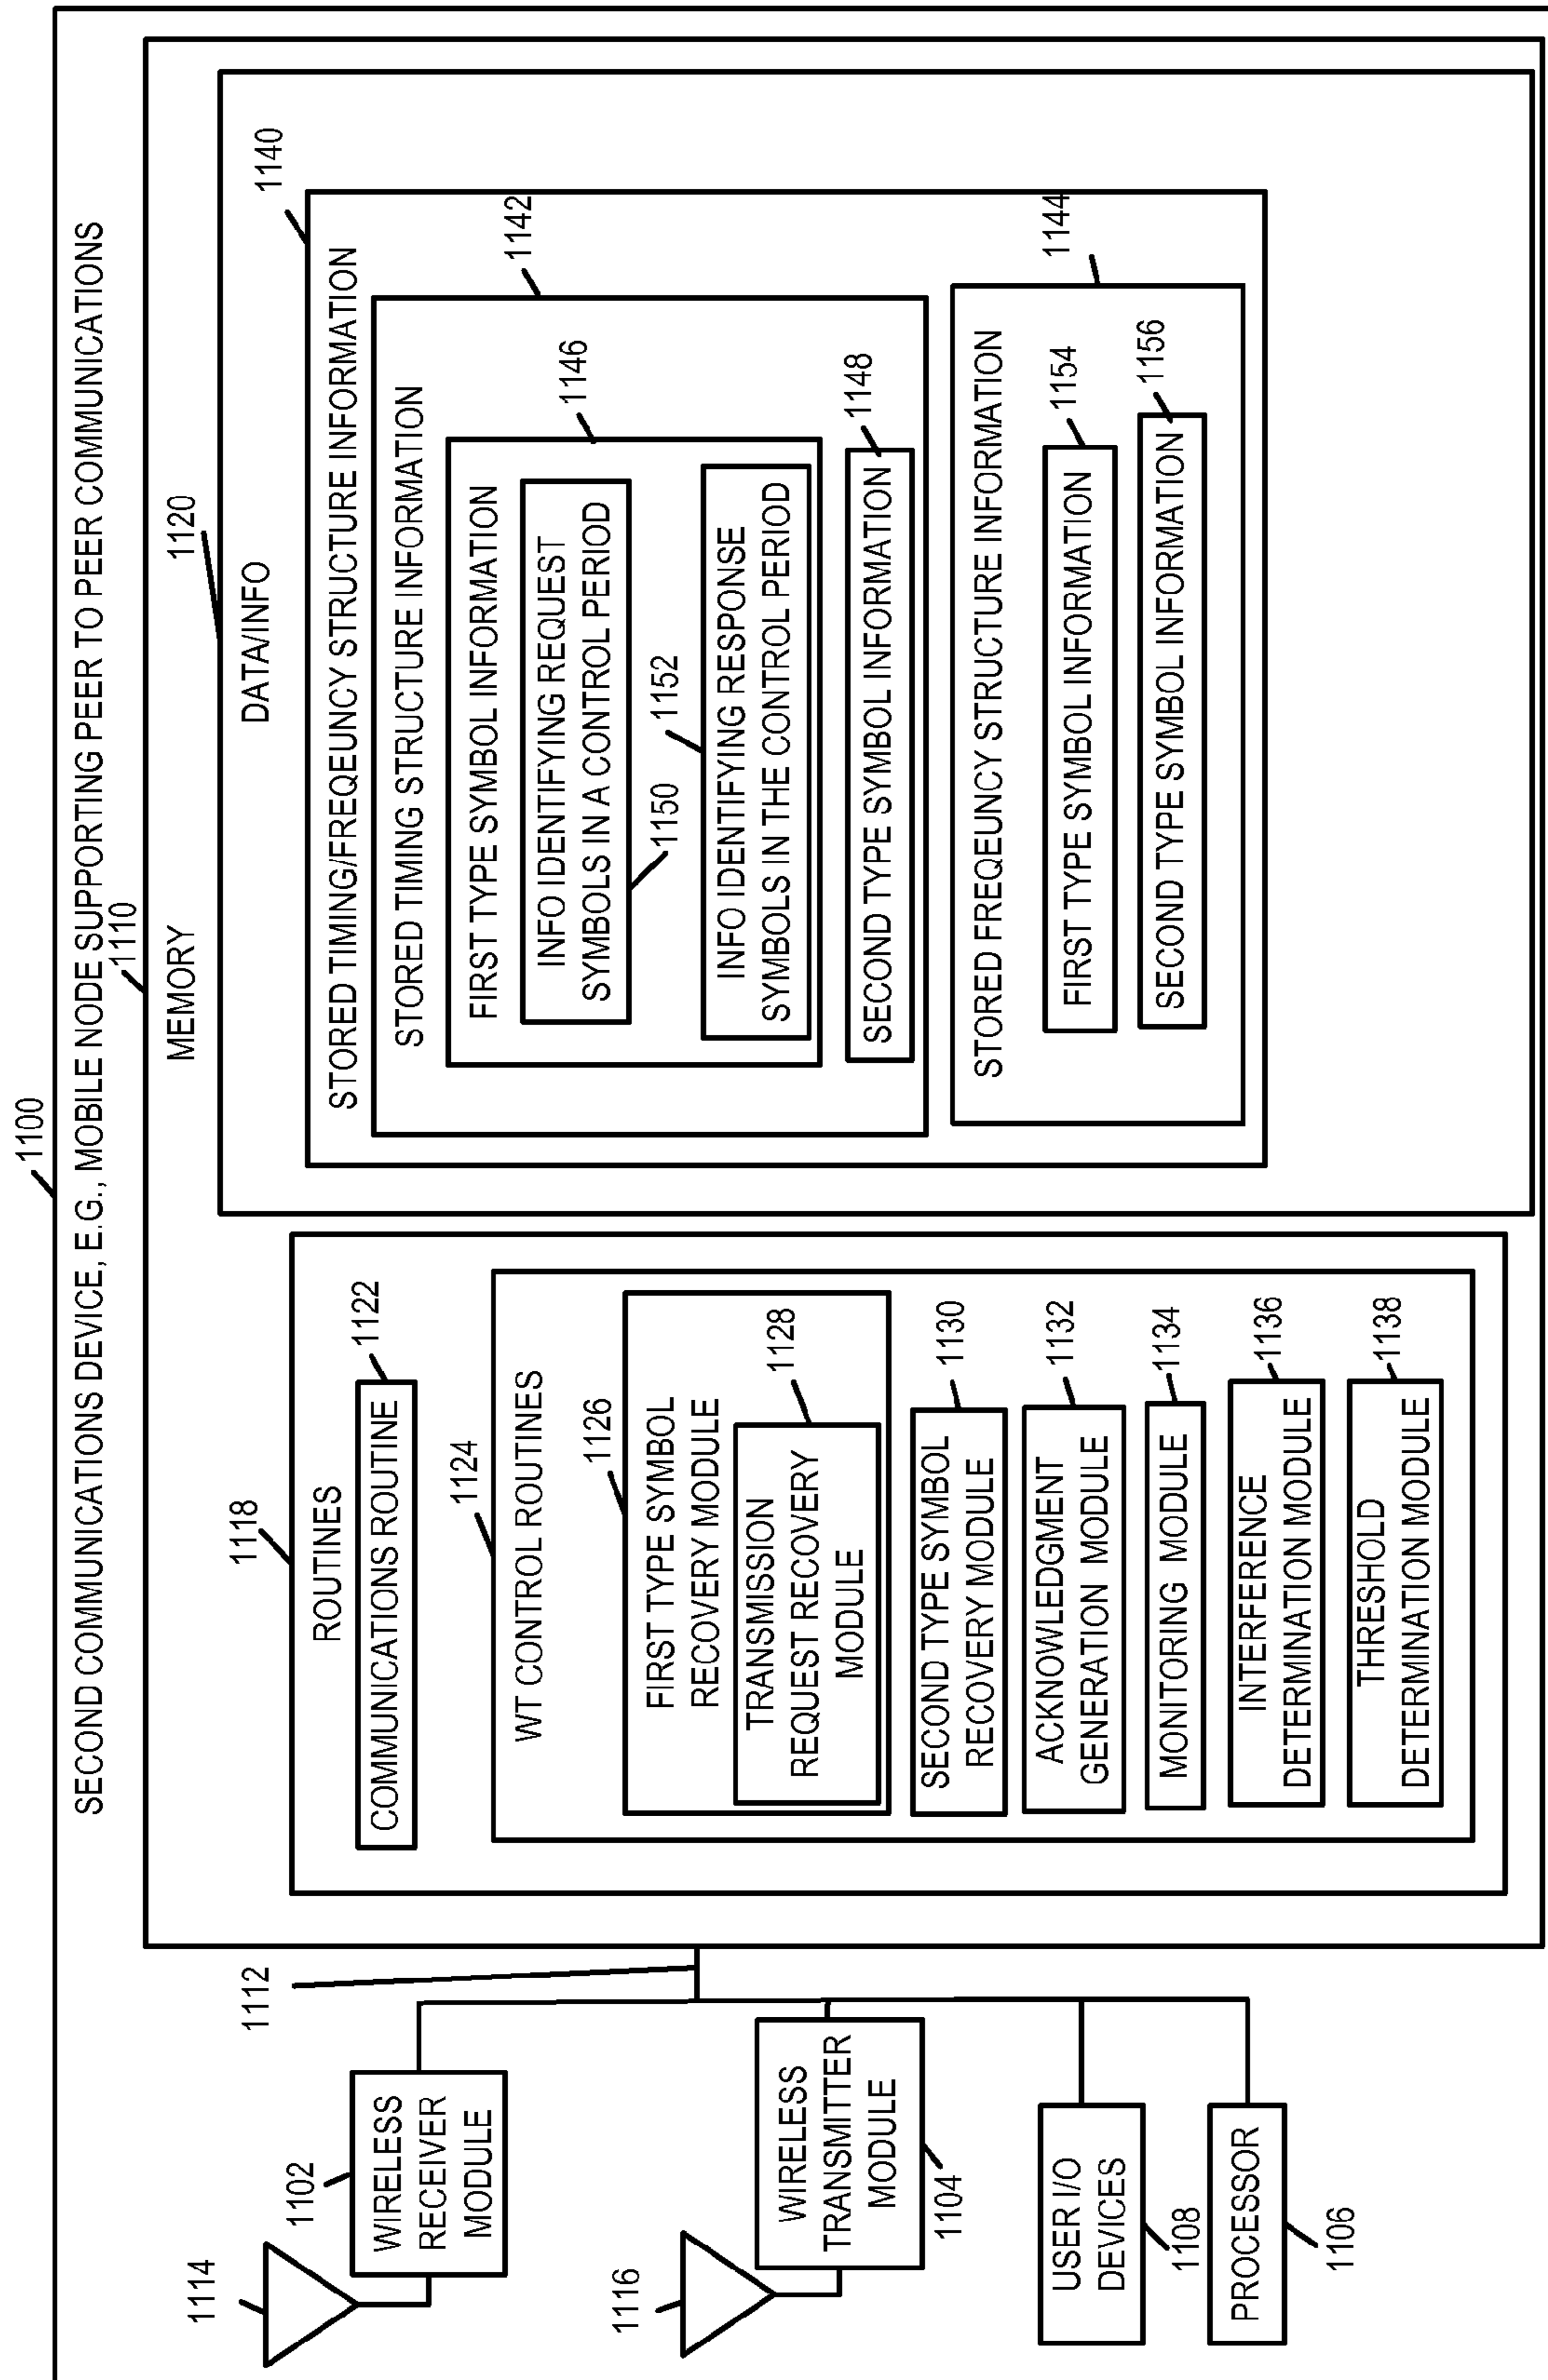 1100
SECOND COMMUNICATIONS DEVICE, E.G., MOBILE NODE SUPPORTING PEER TO PEER COMMUNICATIONS
1110
MEMORY
1114
1102
WIRELESS
RECEIVER
MODULE
1112
1116
WIRELESS
TRANSMITTER
MODULE
1104
USER I/O
DEVICES
1108
PROCESSOR
1106
1118
ROUTINES
1122
COMMUNICATIONS ROUTINE
1124
WT CONTROL ROUTINES
1126
FIRST TYPE SYMBOL
RECOVERY MODULE
1128
TRANSMISSION
REQUEST RECOVERY
MODULE
SECOND TYPE SYMBOL
RECOVERY MODULE
1130
ACKNOWLEDGMENT
GENERATION MODULE
1132
MONITORING MODULE
1134
INTERFERENCE
DETERMINATION MODULE
1136
THRESHOLD
DETERMINATION MODULE
1138
1120
DATA/INFO
1140
STORED TIMING/FREQEUNCY STRUCTURE INFORMATION
1142
STORED TIMING STRUCTURE INFORMATION
1146
FIRST TYPE SYMBOL INFORMATION
INFO IDENTIFYING REQUEST
SYMBOLS IN A CONTROL PERIOD
1150
1152
INFO IDENTIFYING RESPONSE
SYMBOLS IN THE CONTROL PERIOD
1148
SECOND TYPE SYMBOL INFORMATION
1144
STORED FREQEUNCY STRUCTURE INFORMATION
1154
FIRST TYPE SYMBOL INFORMATION
1156
SECOND TYPE SYMBOL INFORMATION